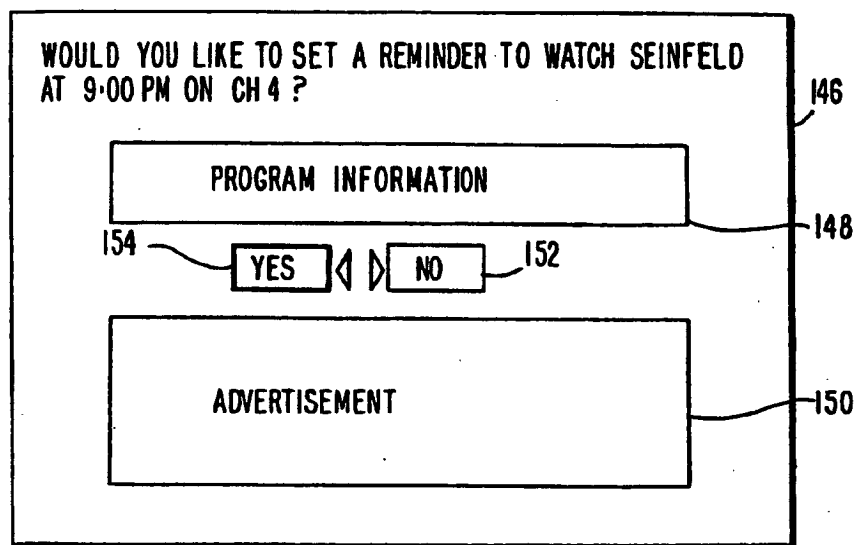 WOULD YOU LIKE TO SET A REMINDER TO WATCH SEINFELD
AT 9:00 PM ON CH 4 ?
146
PROGRAM INFORMATION
148
154 YES NO 152
ADVERTISEMENT
150